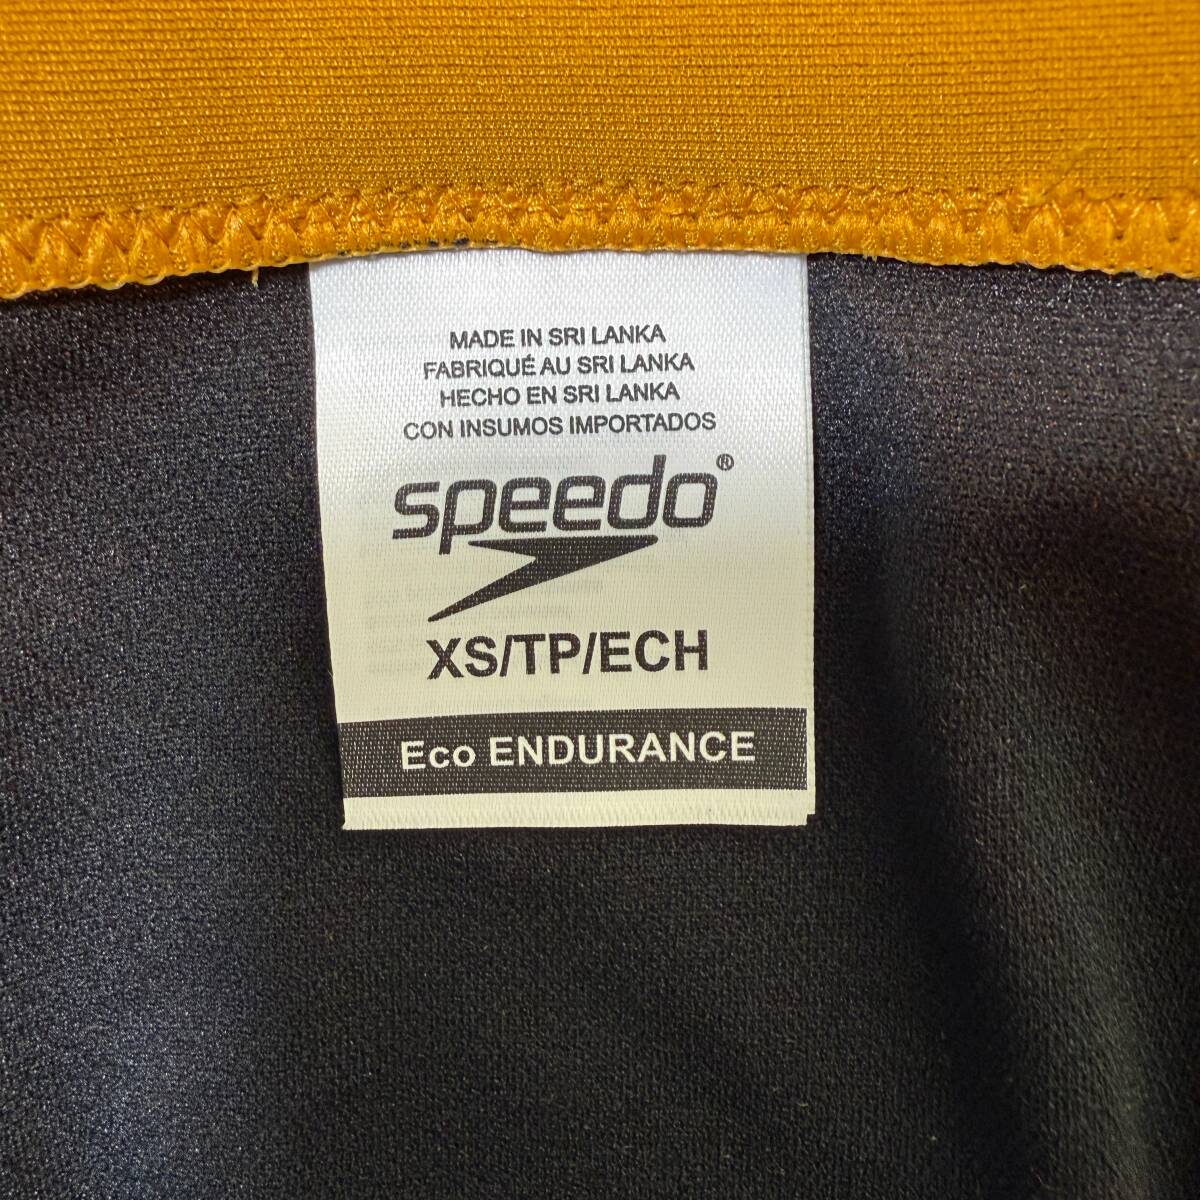 MADE IN SRI LANKA
FABRIQUÉ AU SRI LANKA
HECHO EN SRI LANKA
CON INSUMOS IMPORTADOS
speedo®
XS/TP/ECH
Eco ENDURANCE